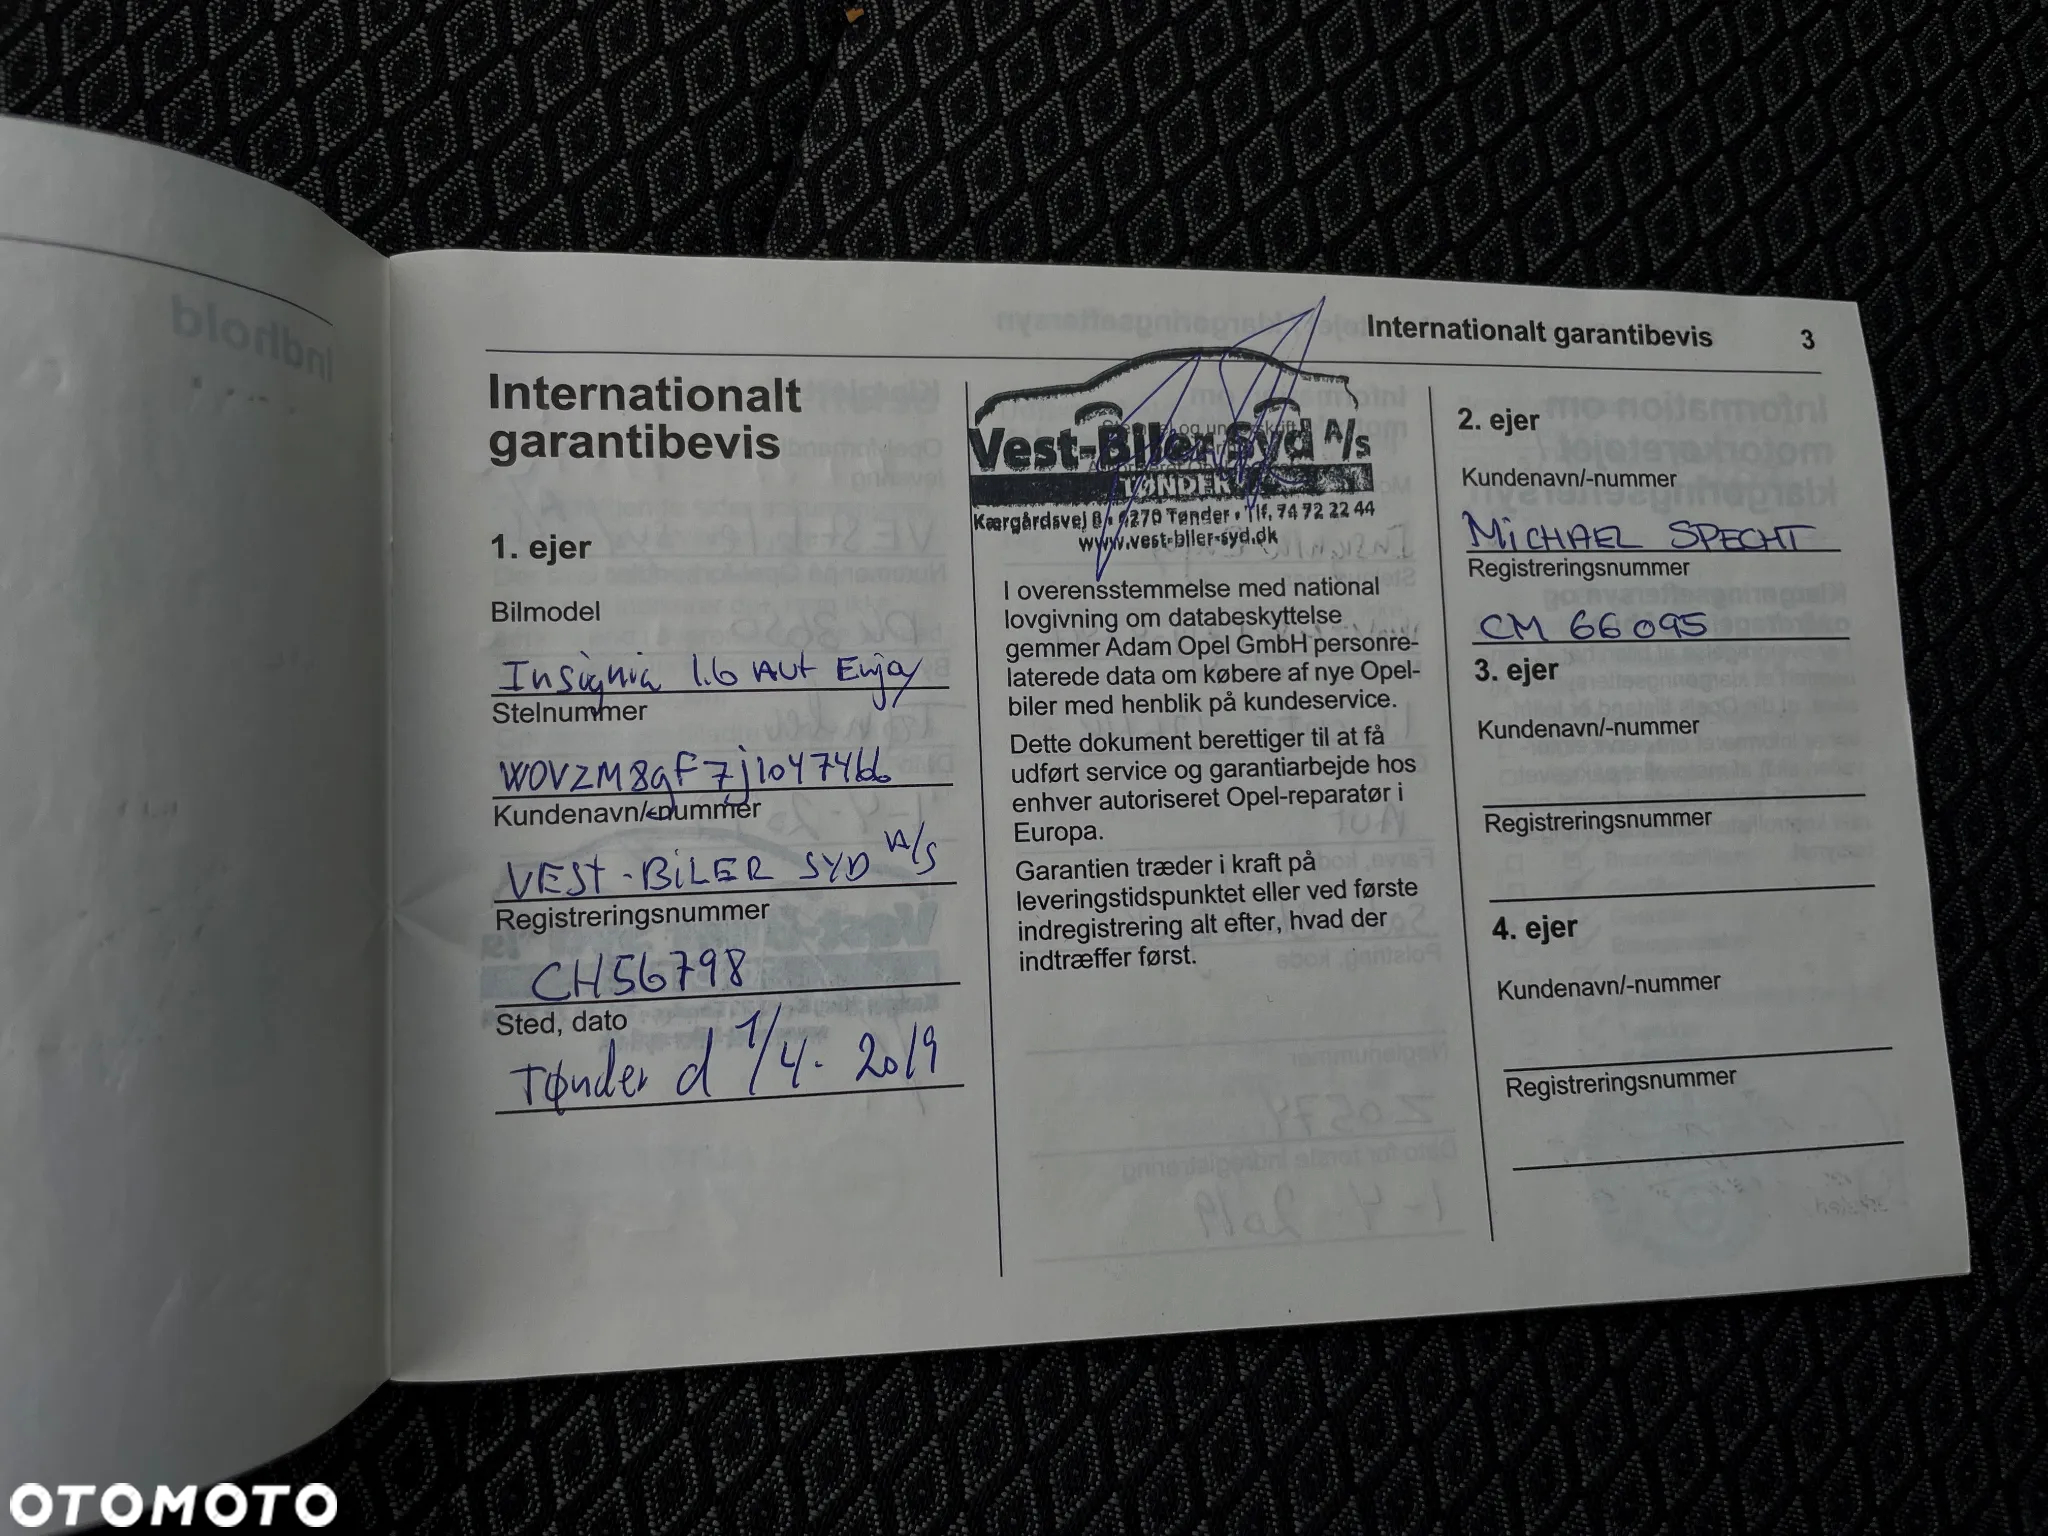 Indhold
Internationalt garantibevis 3
Internationalt
garantibevis
1. ejer
Bilmodel
Insignia 1.6 Aut Enjoy
Stelnummer
W0VZM8gF7j1047466
Kundenavn/-nummer
VEST-BiLER SYD A/S
Registreringsnummer
CH56798
Sted, dato
Tønder d 1/4. 2019
Vest-Biler Syd A/s
TØNDER
Kærgårdsvej 8 • 6270 Tønder • Tlf. 74 72 22 44
www.vest-biler-syd.dk
I overensstemmelse med national
lovgivning om databeskyttelse
gemmer Adam Opel GmbH personre-
laterede data om købere af nye Opel-
biler med henblik på kundeservice.
Dette dokument berettiger til at få
udført service og garantiarbejde hos
enhver autoriseret Opel-reparatør i
Europa.
Garantien træder i kraft på
leveringstidspunktet eller ved første
indregistrering alt efter, hvad der
indtræffer først.
2. ejer
Kundenavn/-nummer
MiCHAEL SPECHT
Registreringsnummer
CM 66095
3. ejer
Kundenavn/-nummer
Registreringsnummer
4. ejer
Kundenavn/-nummer
Registreringsnummer
OTOMOTO